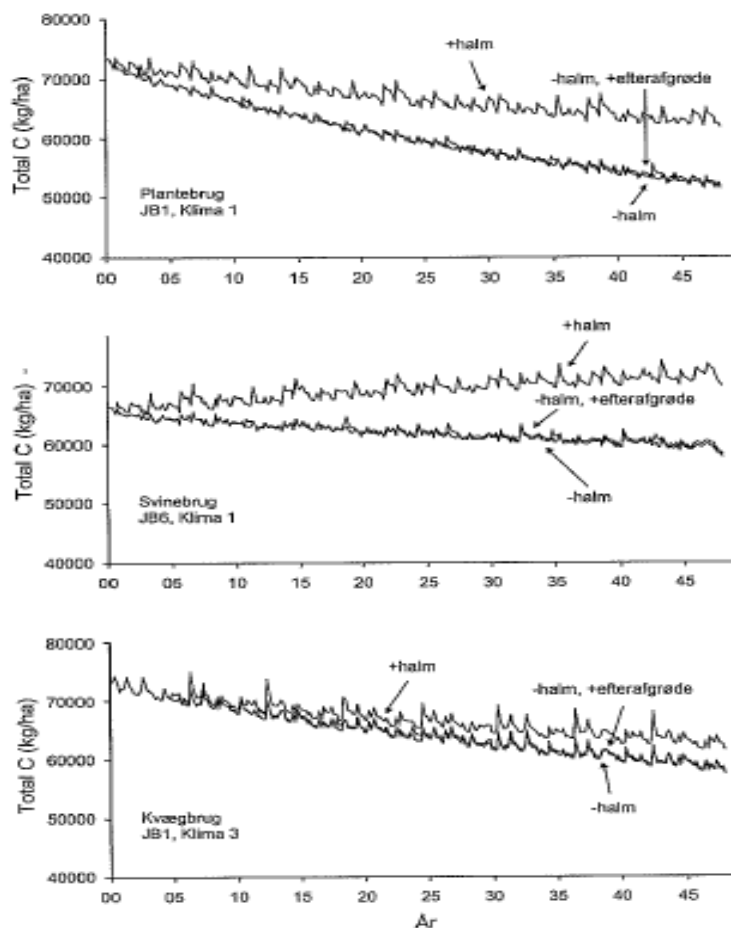 80000
70000
60000
50000
40000
Total C (kg/ha)
+halm
-halm, +efterafgrøde
-halm
Plantebrug
JB1, Klima 1
00 05 10 15 20 25 30 35 40 45
70000
60000
50000
40000
Total C (kg/ha) -
+halm
-halm, +efterafgrøde
-halm
Svinebrug
JB6, Klima 1
00 05 10 15 20 25 30 35 40 45
80000
70000
60000
50000
40000
Total C (kg/ha)
+halm
-halm, +efterafgrøde
-halm
Kvægbrug
JB1, Klima 3
00 05 10 15 20 25 30 35 40 45
År